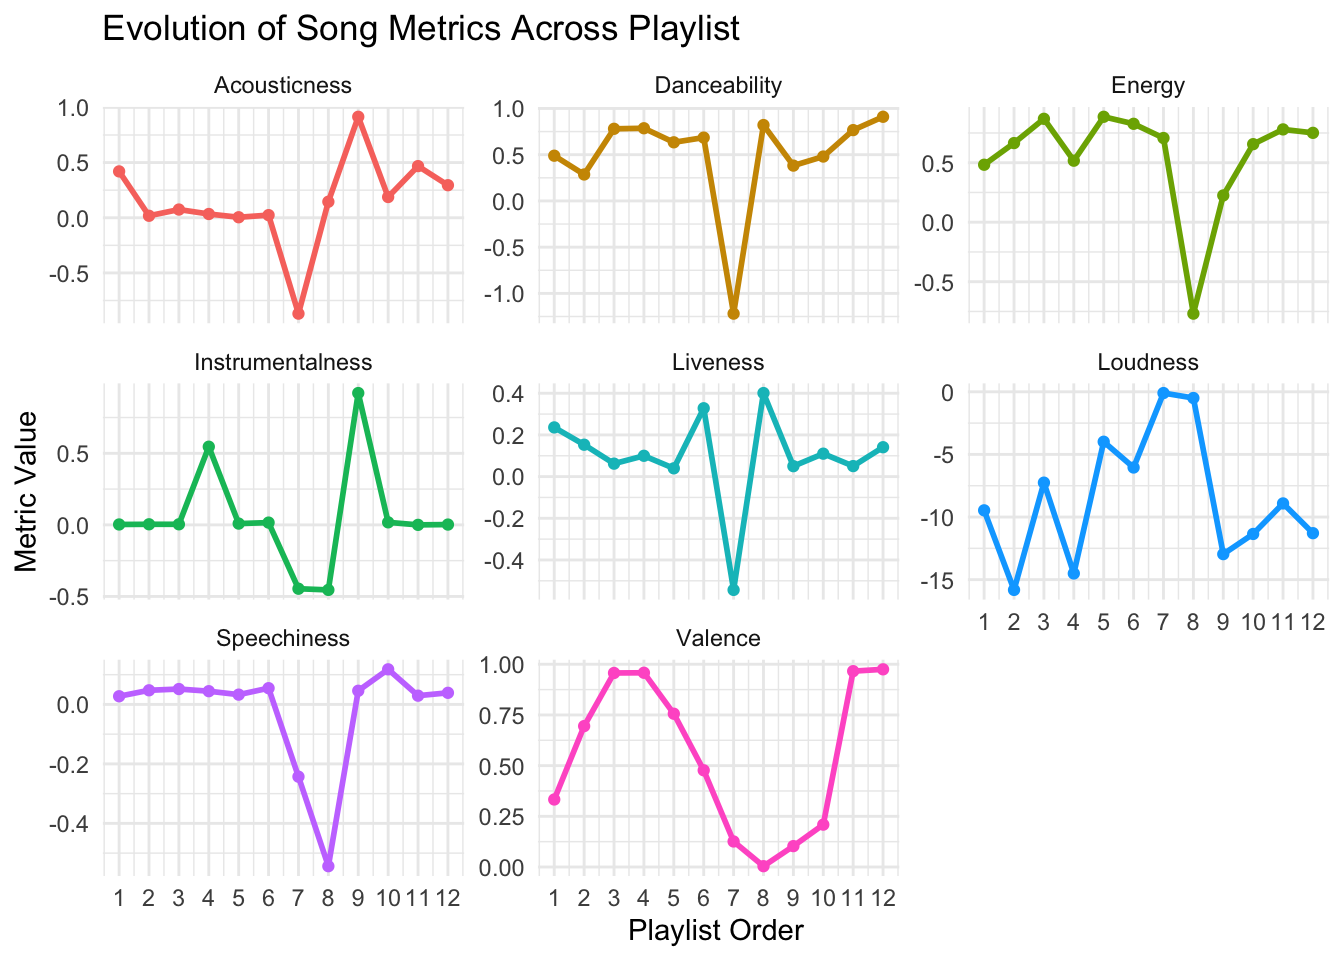 Evolution of Song Metrics Across Playlist
Acousticness
Danceability
Energy
1.0
0.5
0.0
-0.5
1.0
0.5
0.0
-0.5
-1.0
0.5
0.0
-0.5
Instrumentalness
Liveness
Loudness
0.5
0.0
-0.5
0.4
0.2
0.0
-0.2
-0.4
0
-5
-10
-15
1 2 3 4 5 6 7 8 9 10 11 12
Speechiness
Valence
0.0
-0.2
-0.4
1.00
0.75
0.50
0.25
0.00
1 2 3 4 5 6 7 8 9 10 11 12
1 2 3 4 5 6 7 8 9 10 11 12
Metric Value
Playlist Order